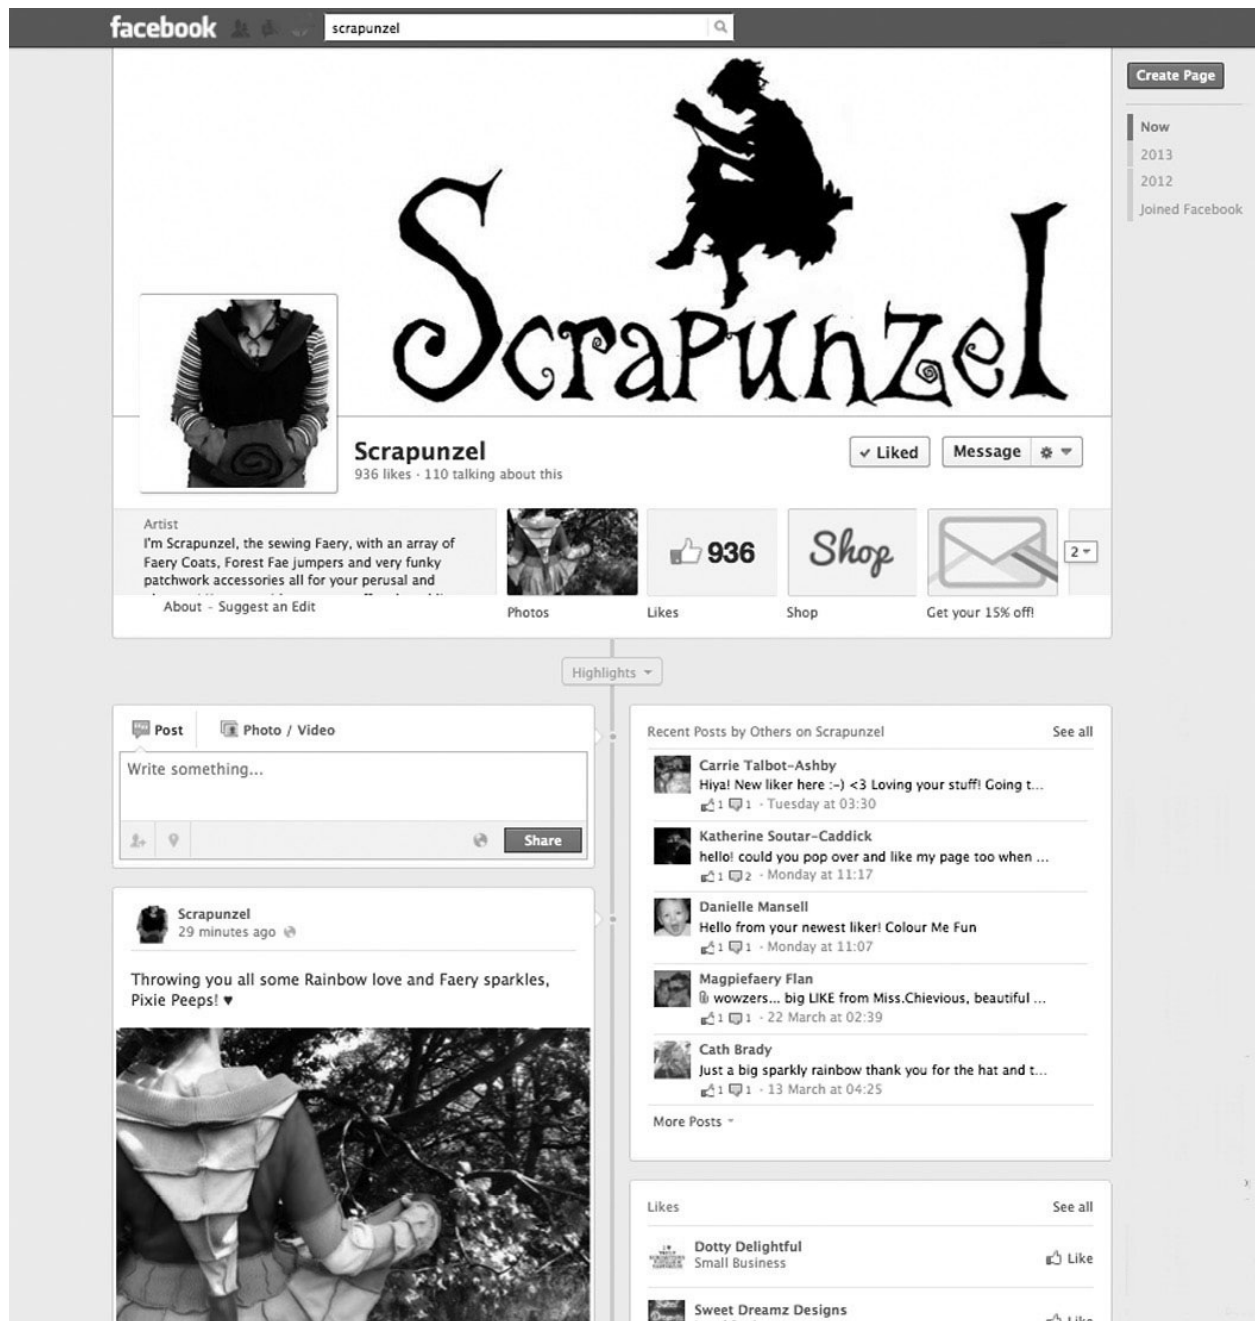 facebook
scrapunzel
Create Page
Now
2013
2012
Joined Facebook
Scrapunzel
Scrapunzel
936 likes · 110 talking about this
✓ Liked
Message
Artist
I'm Scrapunzel, the sewing Faery, with an array of
Faery Coats, Forest Fae jumpers and very funky
patchwork accessories all for your perusal and
About - Suggest an Edit
Photos
936
Likes
Shop
Shop
Get your 15% off!
2
Highlights
Post
Photo / Video
Write something...
Share
Scrapunzel
29 minutes ago
Throwing you all some Rainbow love and Faery sparkles,
Pixie Peeps! ♥
Recent Posts by Others on Scrapunzel
See all
Carrie Talbot-Ashby
Hiya! New liker here :-) <3 Loving your stuff! Going t...
1 1 · Tuesday at 03:30
Katherine Soutar-Caddick
hello! could you pop over and like my page too when ...
1 2 · Monday at 11:17
Danielle Mansell
Hello from your newest liker! Colour Me Fun
1 1 · Monday at 11:07
Magpiefaery Flan
wowzers... big LIKE from Miss.Chievious, beautiful ...
1 1 · 22 March at 02:39
Cath Brady
Just a big sparkly rainbow thank you for the hat and t...
1 1 · 13 March at 04:25
More Posts
Likes
See all
Dotty Delightful
Small Business
Like
Sweet Dreamz Designs
Like